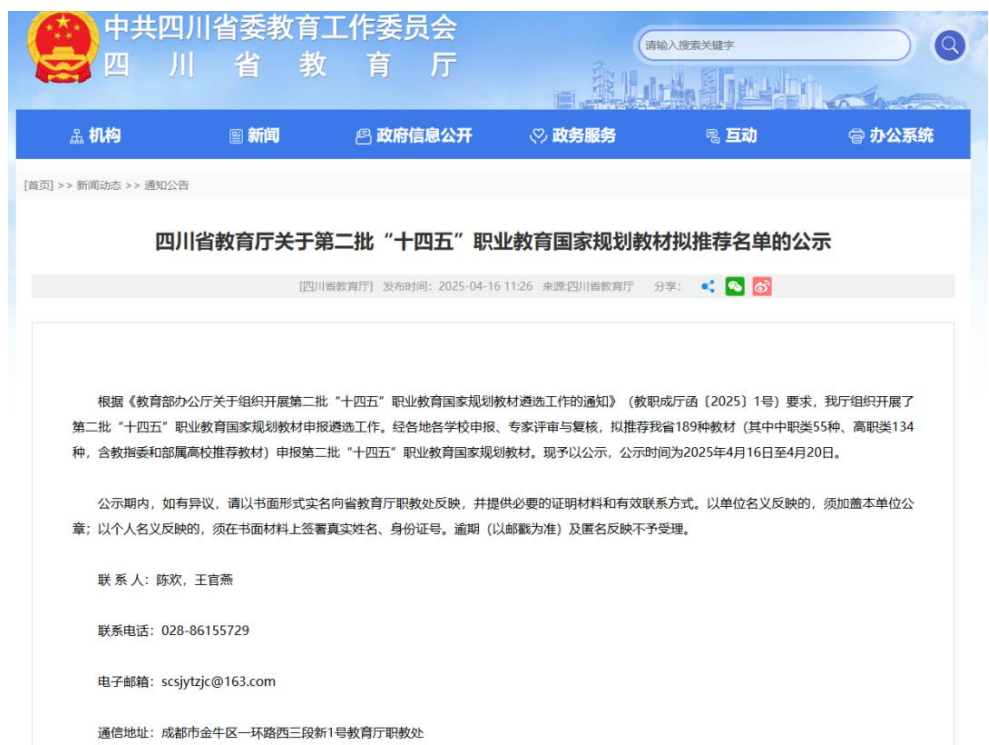 中共四川省委教育工作委员会
四川省教育厅
请输入搜索关键字
机构 新闻 政府信息公开 政务服务 互动 办公系统
[首页] >> 新闻动态 >> 通知公告
四川省教育厅关于第二批“十四五”职业教育国家规划教材拟推荐名单的公示
[四川省教育厅] 发布时间：2025-04-16 11:26 来源:四川省教育厅 分享：
根据《教育部办公厅关于组织开展第二批“十四五”职业教育国家规划教材遴选工作的通知》（教职成厅函〔2025〕1号）要求，我厅组织开展了
第二批“十四五”职业教育国家规划教材申报遴选工作。经各地各学校申报、专家评审与复核，拟推荐我省189种教材（其中中职类55种、高职类134
种，含教指委和部属高校推荐教材）申报第二批“十四五”职业教育国家规划教材。现予以公示，公示时间为2025年4月16日至4月20日。
公示期内，如有异议，请以书面形式实名向省教育厅职教处反映，并提供必要的证明材料和有效联系方式。以单位名义反映的，须加盖本单位公
章；以个人名义反映的，须在书面材料上签署真实姓名、身份证号。逾期（以邮戳为准）及匿名反映不予受理。
联 系 人：陈欢，王官燕
联系电话：028-86155729
电子邮箱：scsjytzjc@163.com
通信地址：成都市金牛区一环路西三段新1号教育厅职教处